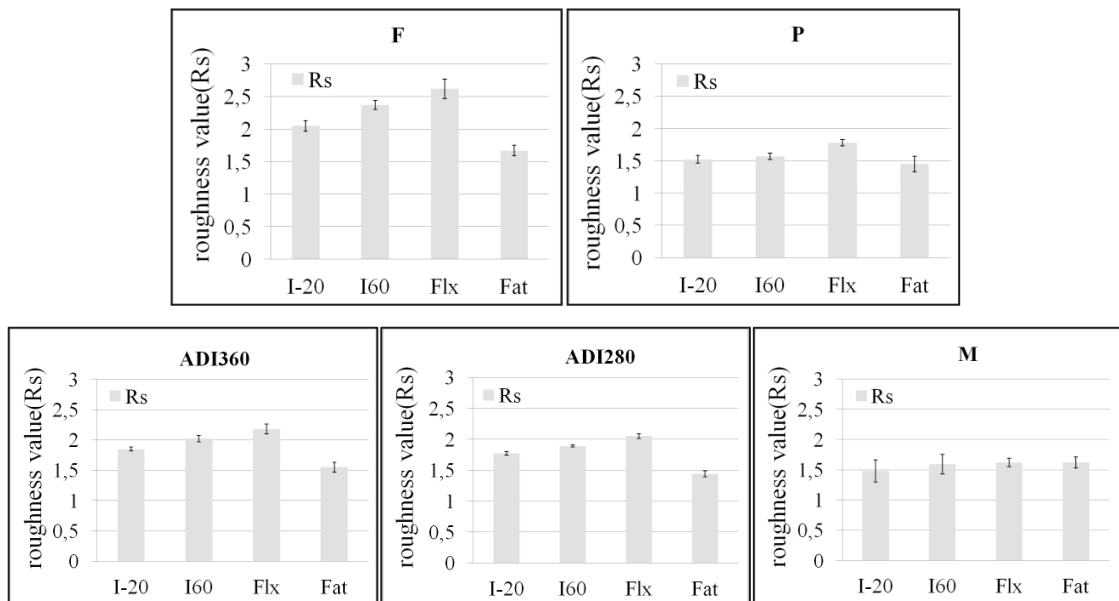 F
roughness value(Rs)
3
2,5
2
1,5
1
0,5
0
Rs
I-20 I60 Flx Fat
P
roughness value(Rs)
3
2,5
2
1,5
1
0,5
0
Rs
I-20 I60 Flx Fat
ADI360
roughness value(Rs)
3
2,5
2
1,5
1
0,5
0
Rs
I-20 I60 Flx Fat
ADI280
roughness value(Rs)
3
2,5
2
1,5
1
0,5
0
Rs
I-20 I60 Flx Fat
M
roughness value(Rs)
3
2,5
2
1,5
1
0,5
0
Rs
I-20 I60 Flx Fat